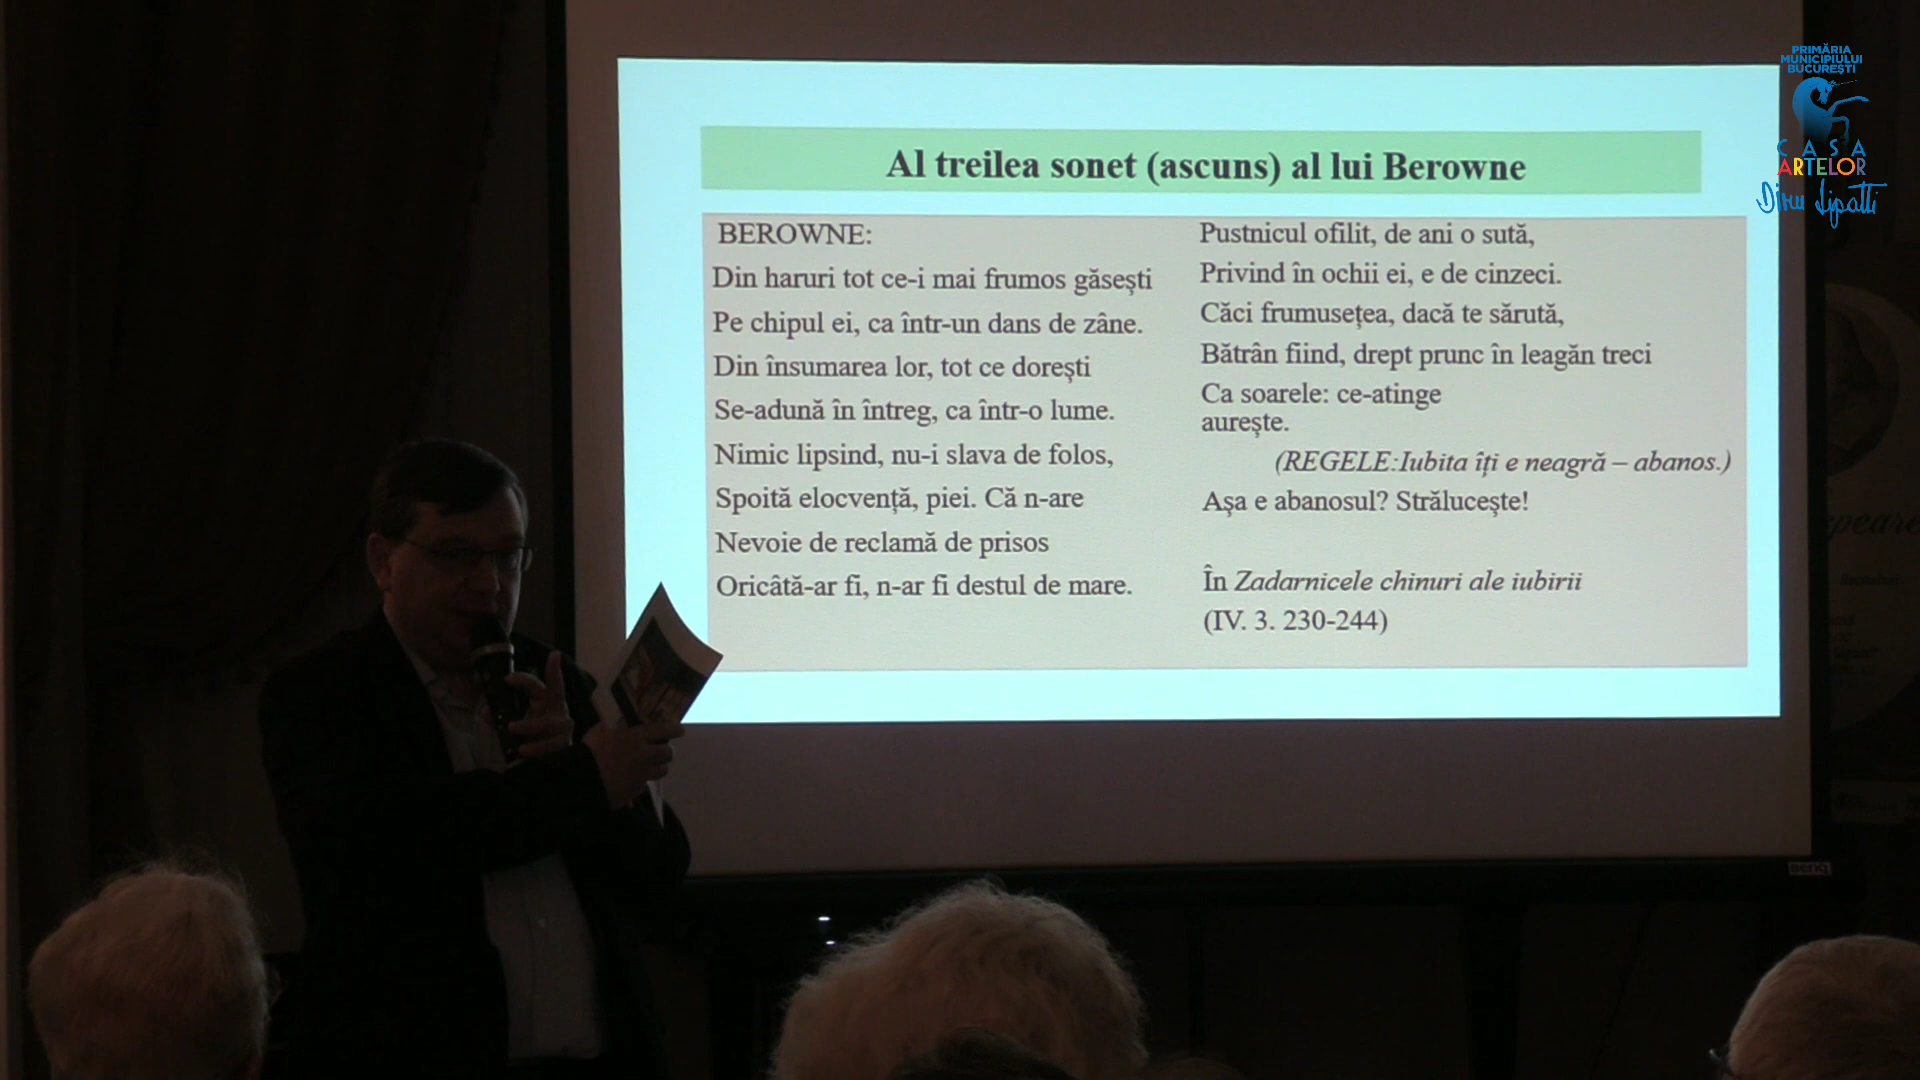 PRIMĂRIA
MUNICIPIULUI
BUCUREȘTI
CASA
ARTELOR
Dinu Lipatti
Al treilea sonet (ascuns) al lui Berowne
BEROWNE:
Din haruri tot ce-i mai frumos găsești
Pe chipul ei, ca într-un dans de zâne.
Din însumarea lor, tot ce dorești
Se-adună în întreg, ca într-o lume.
Nimic lipsind, nu-i slava de folos,
Spoită elocvență, piei. Că n-are
Nevoie de reclamă de prisos
Oricâtă-ar fi, n-ar fi destul de mare.
Pustnicul ofilit, de ani o sută,
Privind în ochii ei, e de cinzeci.
Căci frumusețea, dacă te sărută,
Bătrân fiind, drept prunc în leagăn treci
Ca soarele: ce-atinge
aurește.
(REGELE:Iubita îți e neagră – abanos.)
Așa e abanosul? Strălucește!
În Zadarnicele chinuri ale iubirii
(IV. 3. 230-244)
BenQ